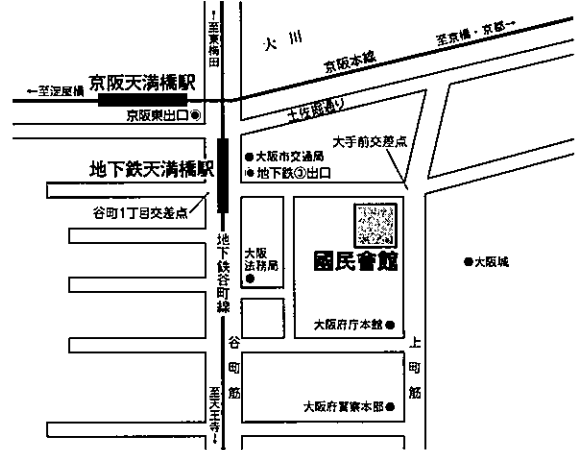 ←至東梅田
大川
至京橋・京都→
京阪本線
京阪天満橋駅
←至淀屋橋
京阪東出口
土佐堀通り
大手前交差点
大阪市交通局
地下鉄③出口
地下鉄天満橋駅
谷町1丁目交差点
地下鉄谷町線
大阪
法務局
國民會館
大阪城
大阪府庁本館
谷町筋
上町筋
大阪府警察本部
至天王寺→